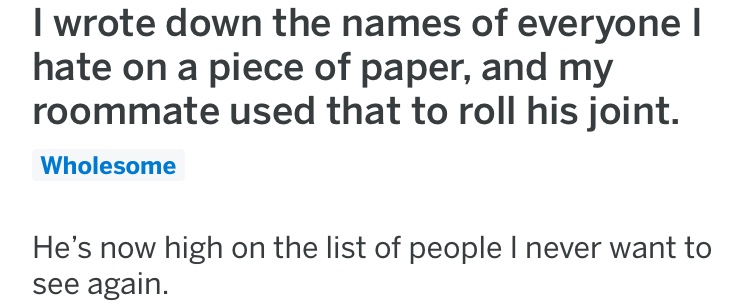 I wrote down the names of everyone I
hate on a piece of paper, and my
roommate used that to roll his joint.
Wholesome
He’s now high on the list of people I never want to
see again.